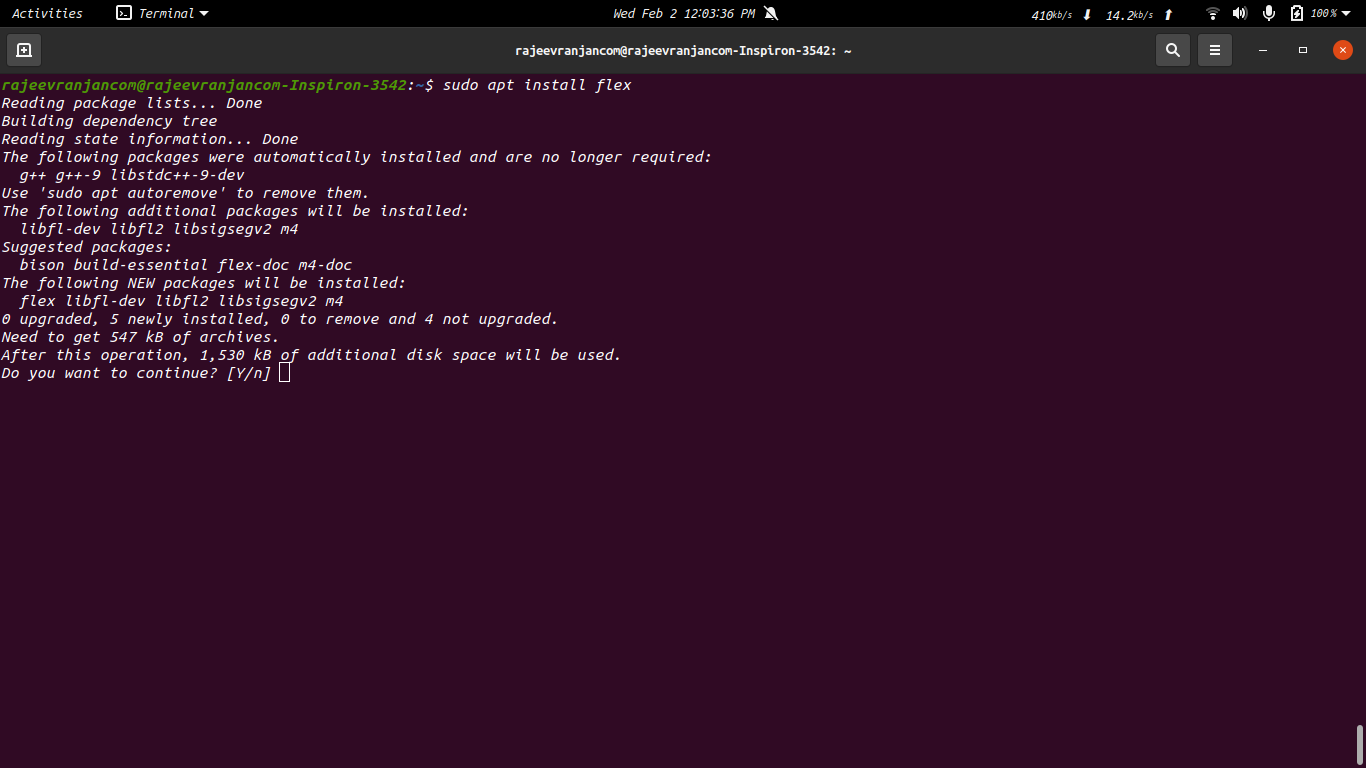 Activities Terminal Wed Feb 2 12:03:36 PM 410kb/s 14.2kb/s 100%
rajeevranjancom@rajeevranjancom-Inspiron-3542: ~
rajeevranjancom@rajeevranjancom-Inspiron-3542:~$ sudo apt install flex
Reading package lists... Done
Building dependency tree
Reading state information... Done
The following packages were automatically installed and are no longer required:
  g++ g++-9 libstdc++-9-dev
Use 'sudo apt autoremove' to remove them.
The following additional packages will be installed:
  libfl-dev libfl2 libsigsegv2 m4
Suggested packages:
  bison build-essential flex-doc m4-doc
The following NEW packages will be installed:
  flex libfl-dev libfl2 libsigsegv2 m4
0 upgraded, 5 newly installed, 0 to remove and 4 not upgraded.
Need to get 547 kB of archives.
After this operation, 1,530 kB of additional disk space will be used.
Do you want to continue? [Y/n]